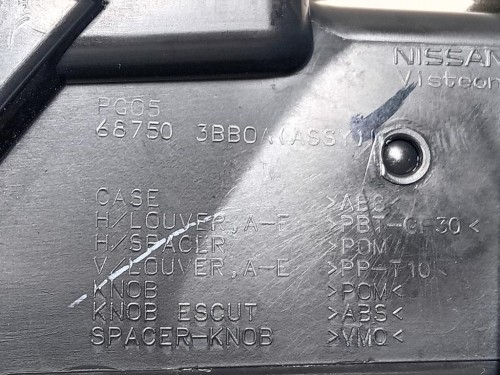 NISSAN
Visteon
PG05
68750 3BB0A(ASSY)
CASE >ABS<
H/LOUVER,A-E >PBT-GF30<
H/SPACER >POM<
V/LOUVER,A-E >PP-T10<
KNOB >POM<
KNOB ESCUT >ABS<
SPACER-KNOB >VMQ<